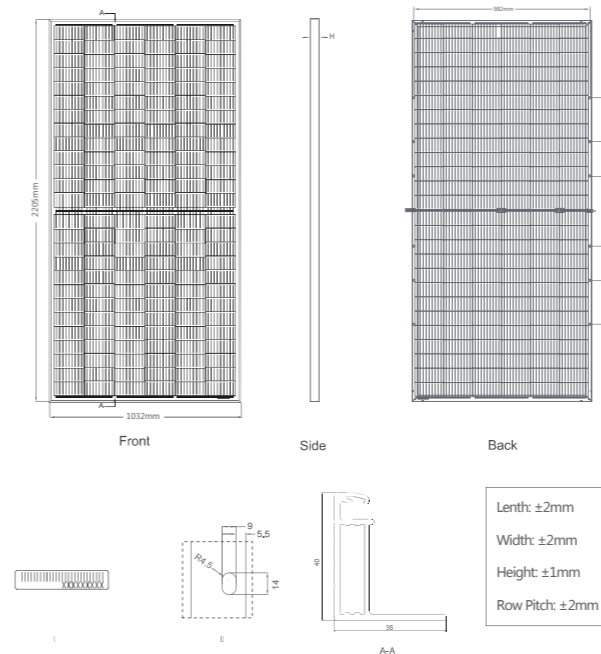 A
982mm
H
2205mm
A
1032mm
Front
Side
Back
9
5.5
R4.5
14
40
35
A-A
Lenth: ±2mm
Width: ±2mm
Height: ±1mm
Row Pitch: ±2mm